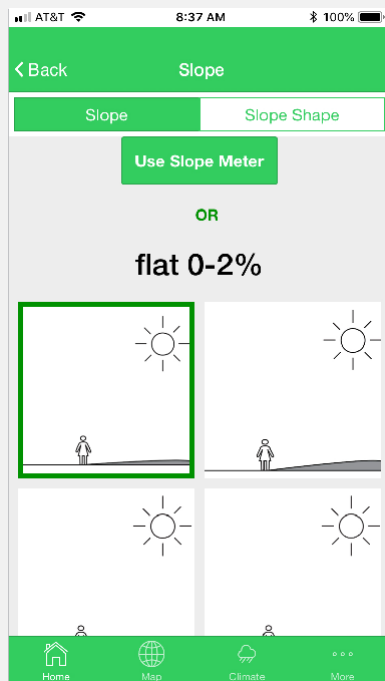 AT&T 8:37 AM 100%
Back Slope
Slope Slope Shape
Use Slope Meter
OR
flat 0-2%
Home Map Climate More